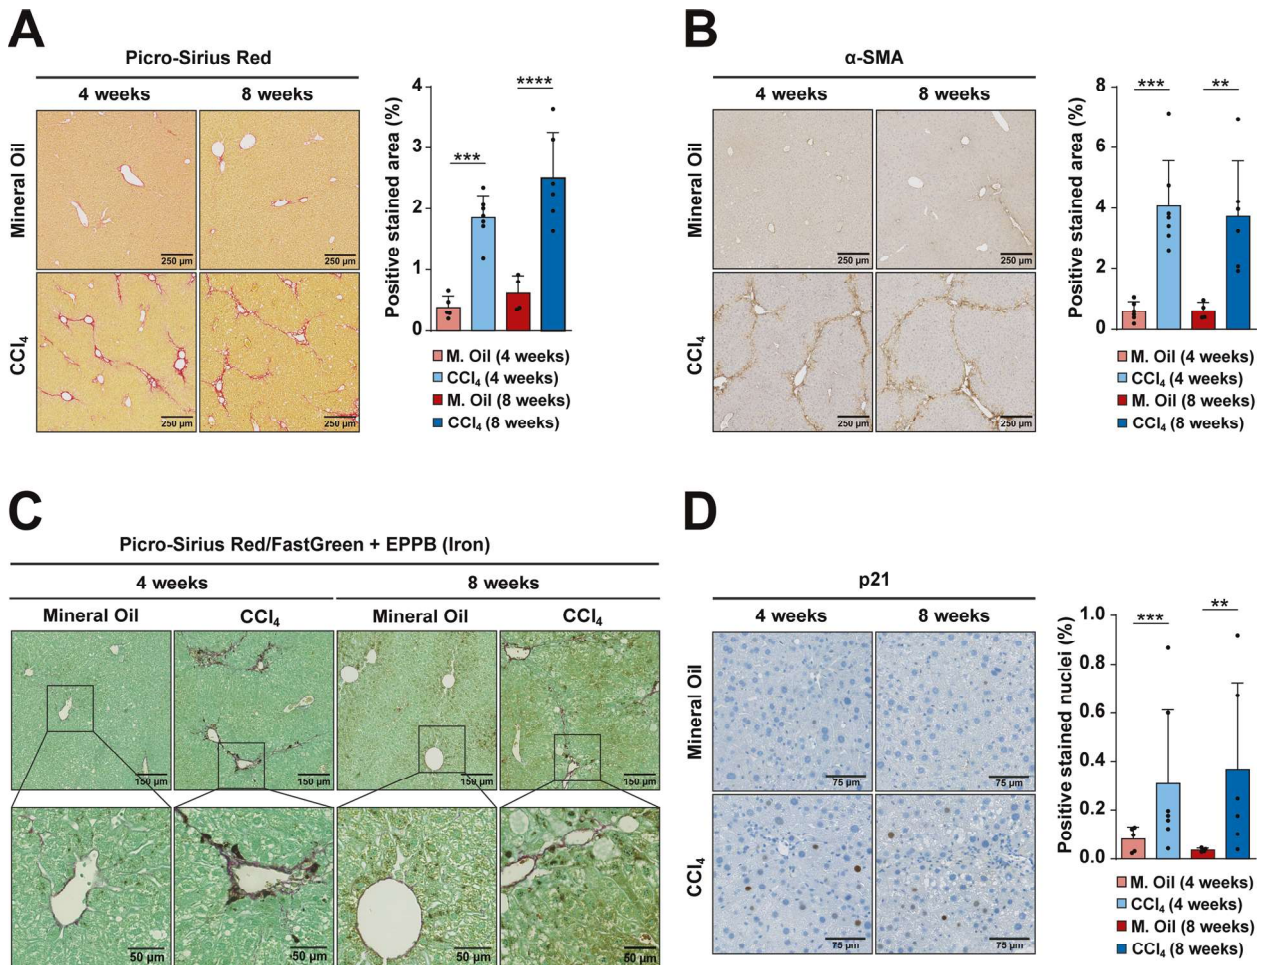 A
Picro-Sirius Red
4 weeks 8 weeks
Mineral Oil
250 µm 250 µm
CCl₄
250 µm 250 µm
Positive stained area (%)
4
3
2
1
0
*** ****
M. Oil (4 weeks)
CCl₄ (4 weeks)
M. Oil (8 weeks)
CCl₄ (8 weeks)
B
α-SMA
4 weeks 8 weeks
Mineral Oil
250 µm 250 µm
CCl₄
250 µm 250 µm
Positive stained area (%)
8
6
4
2
0
*** **
M. Oil (4 weeks)
CCl₄ (4 weeks)
M. Oil (8 weeks)
CCl₄ (8 weeks)
C
Picro-Sirius Red/FastGreen + EPPB (Iron)
4 weeks 8 weeks
Mineral Oil CCl₄ Mineral Oil CCl₄
150 µm 150 µm 150 µm 150 µm
50 µm 50 µm 50 µm 50 µm
D
p21
4 weeks 8 weeks
Mineral Oil
75 µm 75 µm
CCl₄
75 µm 75 µm
Positive stained nuclei (%)
1.0
0.8
0.6
0.4
0.2
0.0
*** **
M. Oil (4 weeks)
CCl₄ (4 weeks)
M. Oil (8 weeks)
CCl₄ (8 weeks)